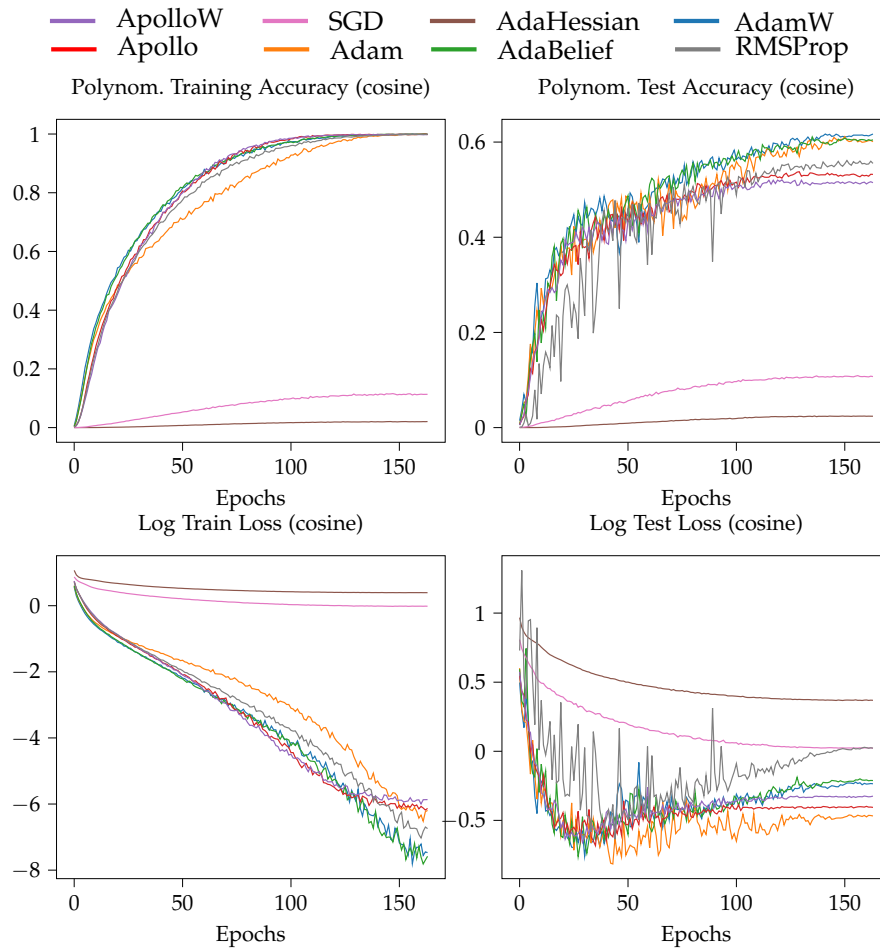 ApolloW SGD AdaHessian AdamW
Apollo Adam AdaBelief RMSProp
Polynom. Training Accuracy (cosine)
1
0.8
0.6
0.4
0.2
0
0 50 100 150
Epochs
Polynom. Test Accuracy (cosine)
0.6
0.4
0.2
0
0 50 100 150
Epochs
Log Train Loss (cosine)
0
−2
−4
−6
−8
0 50 100 150
Epochs
Log Test Loss (cosine)
1
0.5
0
−0.5
0 50 100 150
Epochs